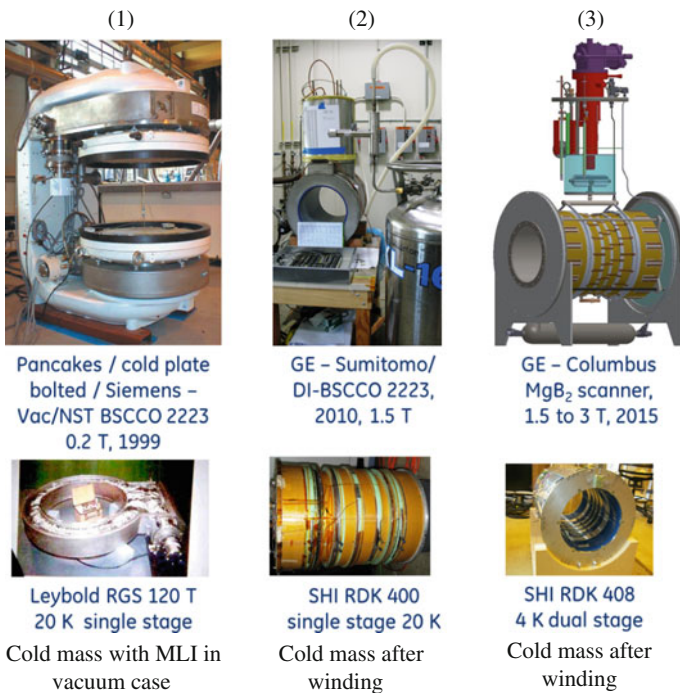 (1)
(2)
(3)
Pancakes / cold plate
bolted / Siemens –
Vac/NST BSCCO 2223
0.2 T, 1999
GE – Sumitomo/
DI-BSCCO 2223,
2010, 1.5 T
GE – Columbus
MgB₂ scanner,
1.5 to 3 T, 2015
Leybold RGS 120 T
20 K single stage
SHI RDK 400
single stage 20 K
SHI RDK 408
4 K dual stage
Cold mass with MLI in
vacuum case
Cold mass after
winding
Cold mass after
winding